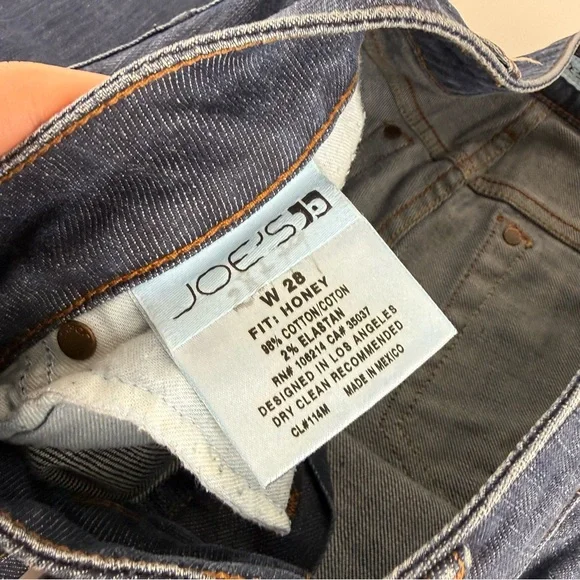 JOE'S
W 28
FIT: HONEY
98% COTTON/COTON
2% ELASTAN
RN# 106214 CA# 35037
DESIGNED IN LOS ANGELES
DRY CLEAN RECOMMENDED
CL#114M MADE IN MEXICO